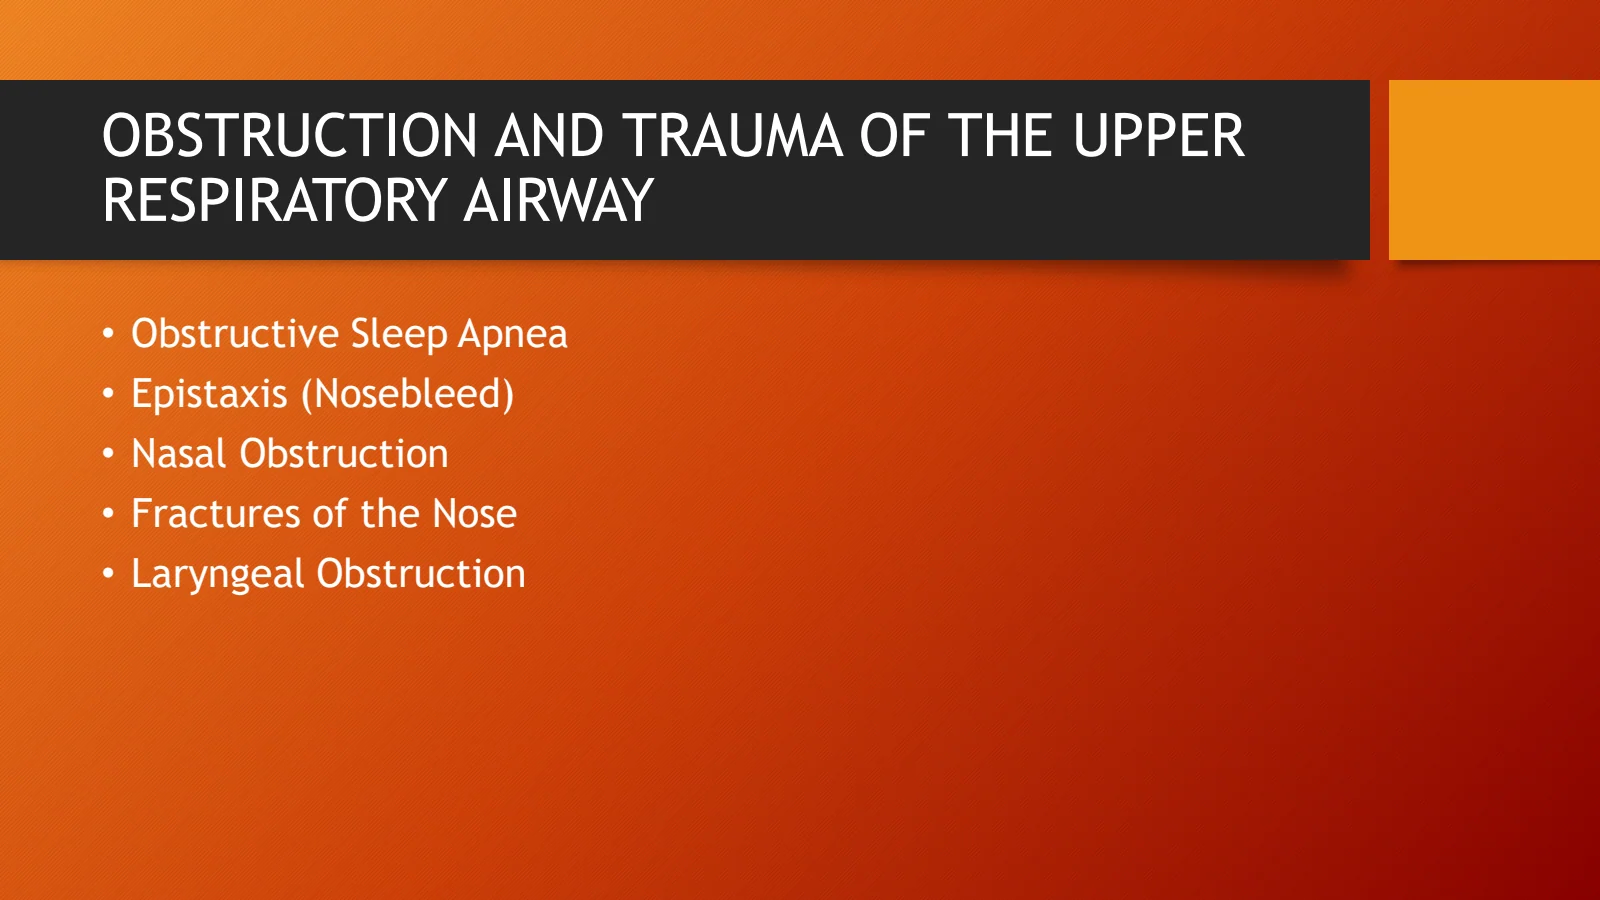 OBSTRUCTION AND TRAUMA OF THE UPPER
RESPIRATORY AIRWAY
• Obstructive Sleep Apnea
• Epistaxis (Nosebleed)
• Nasal Obstruction
• Fractures of the Nose
• Laryngeal Obstruction